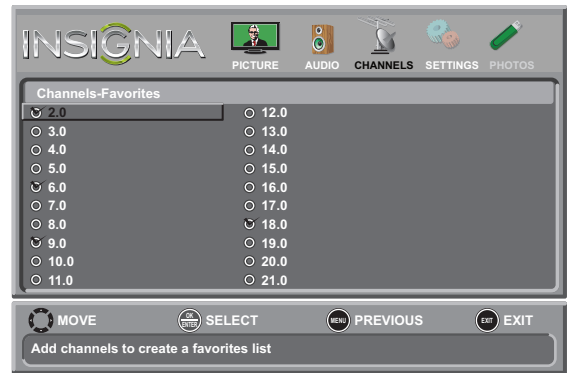 INSIGNIA
PICTURE AUDIO CHANNELS SETTINGS PHOTOS
Channels-Favorites
2.0 12.0
3.0 13.0
4.0 14.0
5.0 15.0
6.0 16.0
7.0 17.0
8.0 18.0
9.0 19.0
10.0 20.0
11.0 21.0
MOVE OK ENTER SELECT MENU PREVIOUS EXIT EXIT
Add channels to create a favorites list